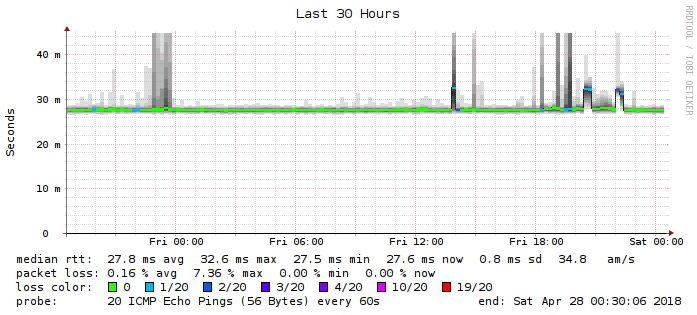 Last 30 Hours
RRDTOOL / TOBI OETIKER
Seconds
40 m
30 m
20 m
10 m
0
Fri 00:00 Fri 06:00 Fri 12:00 Fri 18:00 Sat 00:00
median rtt: 27.8 ms avg 32.6 ms max 27.5 ms min 27.6 ms now 0.8 ms sd 34.8 am/s
packet loss: 0.16 % avg 7.36 % max 0.00 % min 0.00 % now
loss color: 0 1/20 2/20 3/20 4/20 10/20 19/20
probe: 20 ICMP Echo Pings (56 Bytes) every 60s end: Sat Apr 28 00:30:06 2018